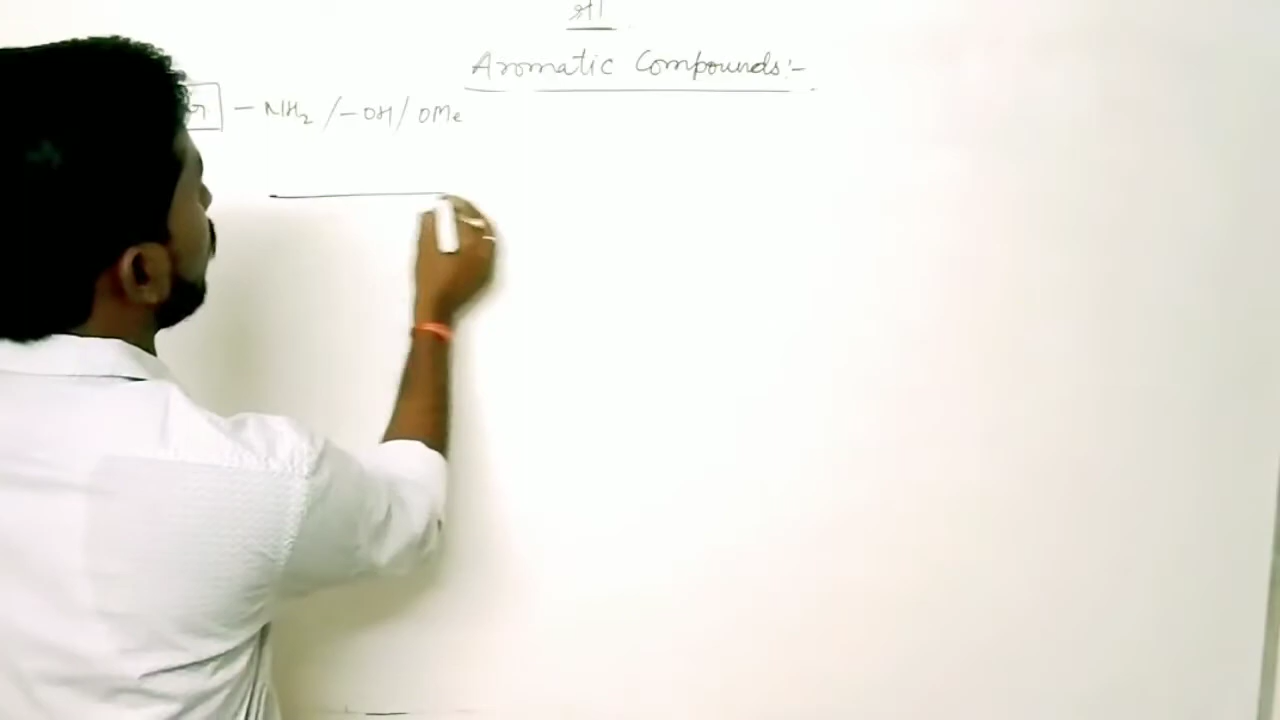 श्री
Aromatic Compounds:-
- NH₂ / - OH / OMe